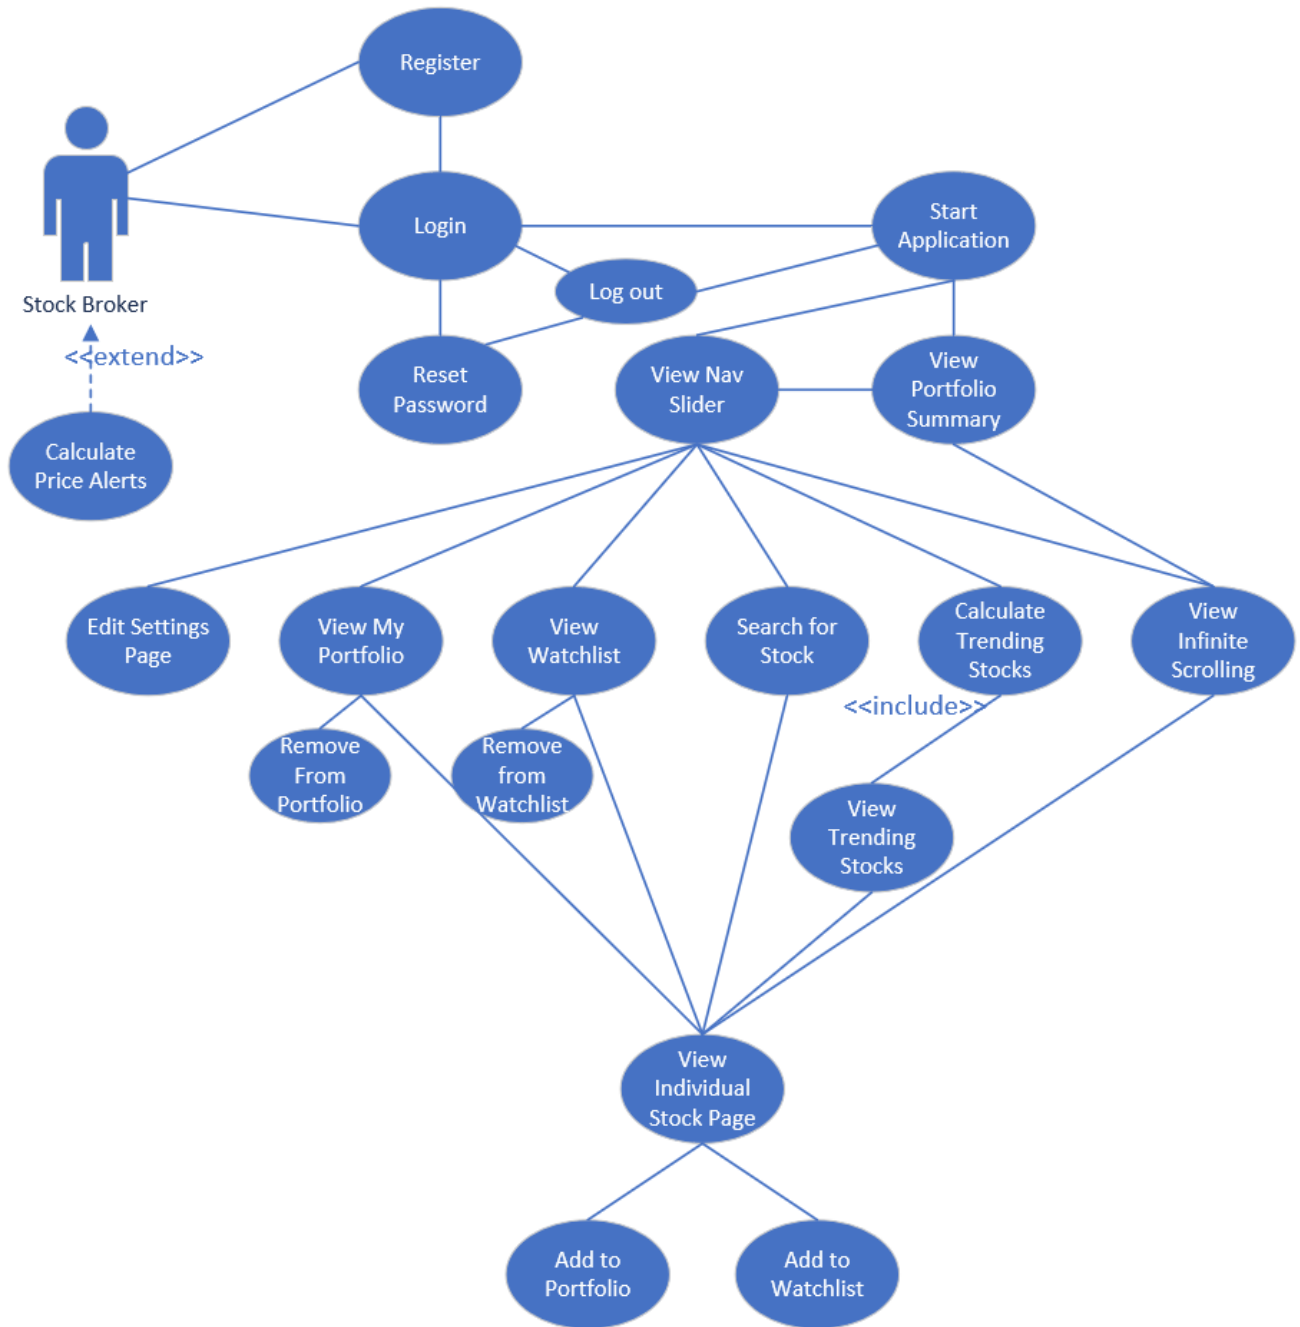 Register
Login
Start
Application
Log out
Stock Broker
<<extend>>
Reset
Password
View Nav
Slider
View
Portfolio
Summary
Calculate
Price Alerts
Edit Settings
Page
View My
Portfolio
View
Watchlist
Search for
Stock
Calculate
Trending
Stocks
View
Infinite
Scrolling
<<include>>
Remove
From
Portfolio
Remove
from
Watchlist
View
Trending
Stocks
View
Individual
Stock Page
Add to
Portfolio
Add to
Watchlist